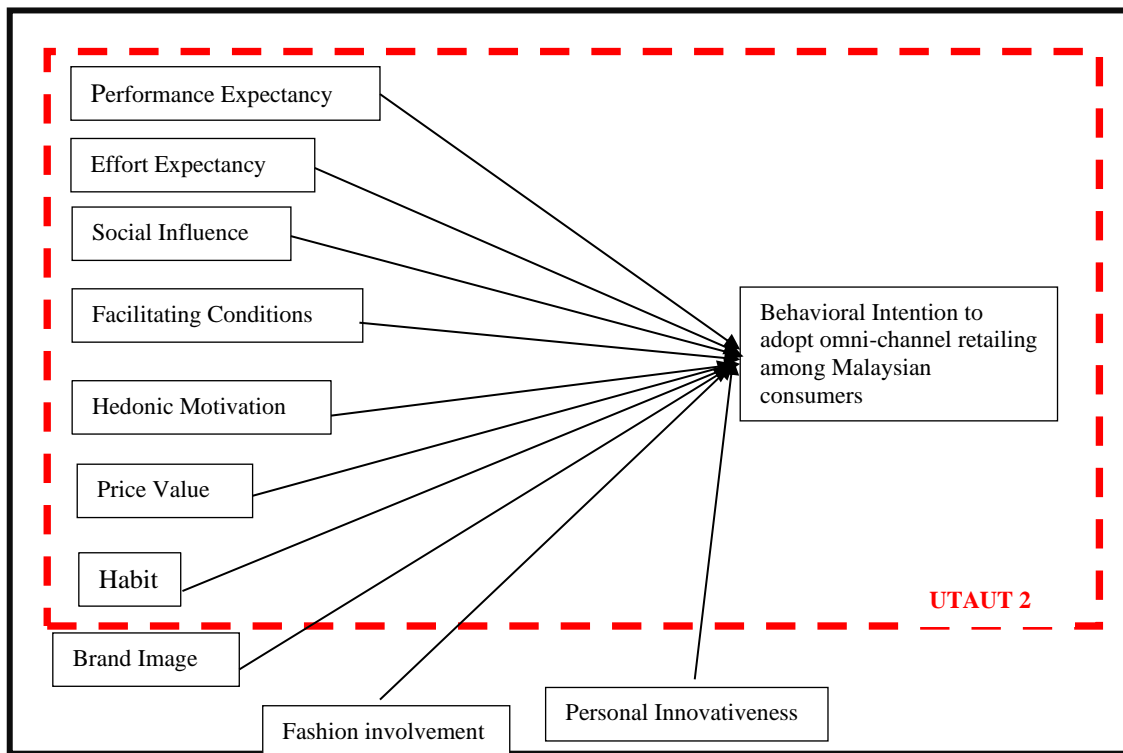 Performance Expectancy
Effort Expectancy
Social Influence
Facilitating Conditions
Behavioral Intention to
adopt omni-channel retailing
among Malaysian
consumers
Hedonic Motivation
Price Value
Habit
UTAUT 2
Brand Image
Fashion involvement
Personal Innovativeness